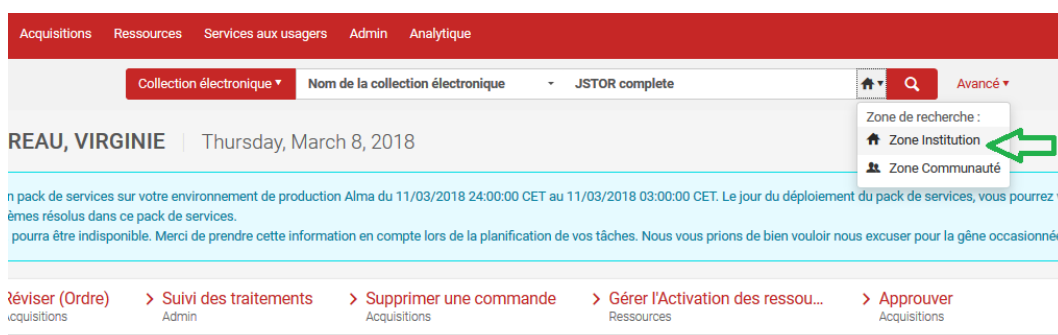 Acquisitions Ressources Services aux usagers Admin Analytique
Collection électronique Nom de la collection électronique JSTOR complete Avancé
Zone de recherche :
Zone Institution
Zone Communauté
REAU, VIRGINIE Thursday, March 8, 2018
n pack de services sur votre environnement de production Alma du 11/03/2018 24:00:00 CET au 11/03/2018 03:00:00 CET. Le jour du déploiement du pack de services, vous pourrez
èmes résolus dans ce pack de services.
pourra être indisponible. Merci de prendre cette information en compte lors de la planification de vos tâches. Nous vous prions de bien vouloir nous excuser pour la gêne occasionné
Réviser (Ordre) > Suivi des traitements > Supprimer une commande > Gérer l'Activation des ressou... > Approuver
Acquisitions Admin Acquisitions Ressources Acquisitions